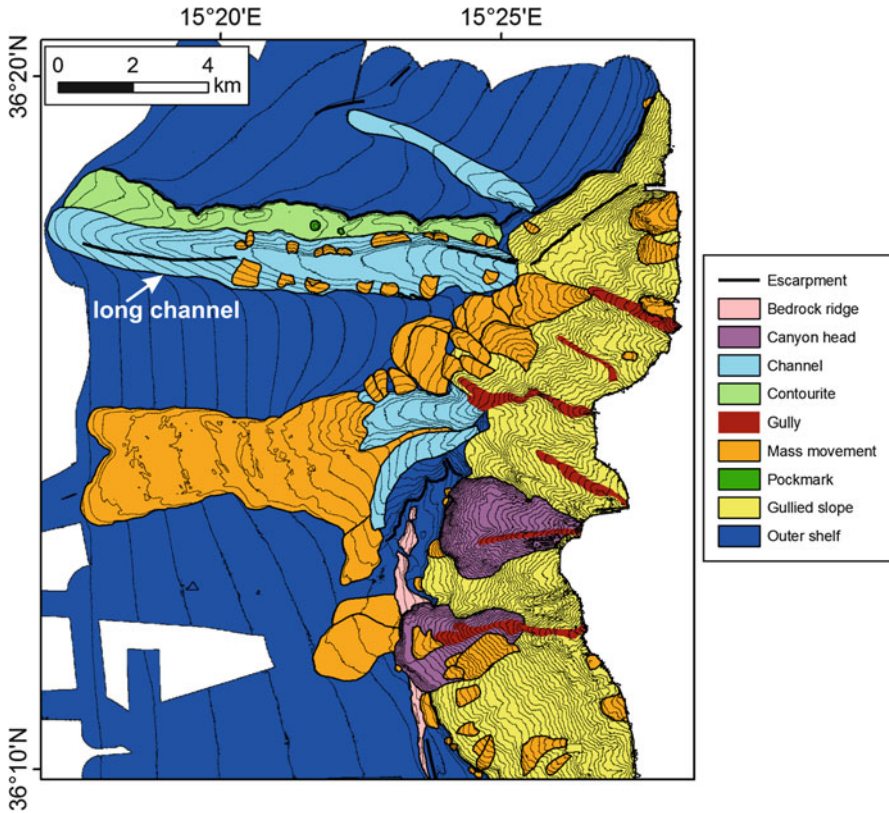 15°20'E 15°25'E
36°20'N
0 2 4
km
long channel
Escarpment
Bedrock ridge
Canyon head
Channel
Contourite
Gully
Mass movement
Pockmark
Gullied slope
Outer shelf
36°10'N